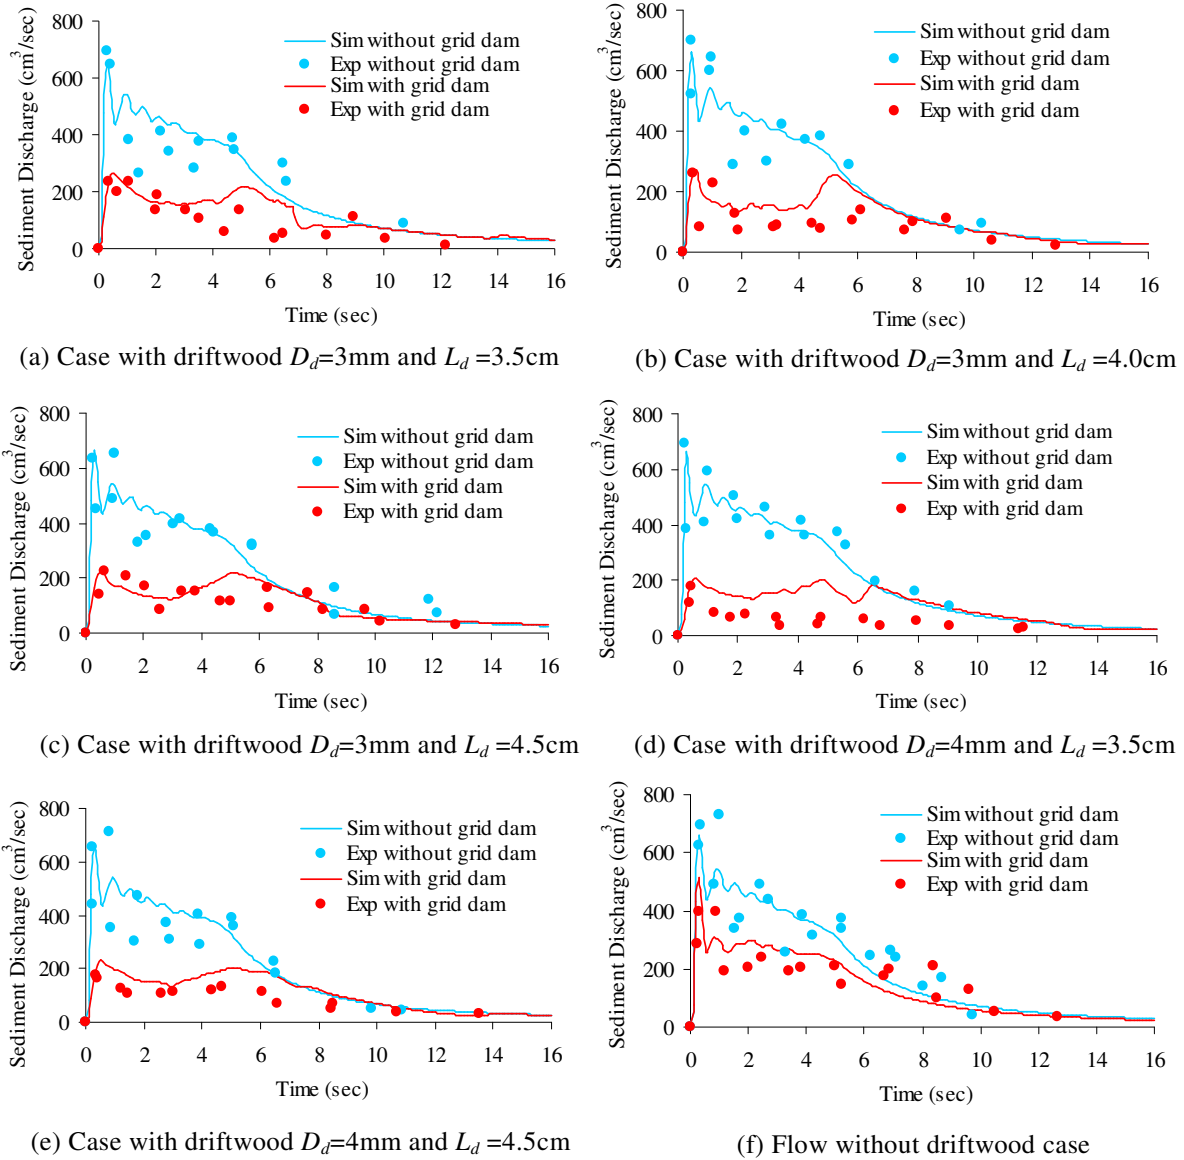 Sediment Discharge (cm³/sec)
800
600
400
200
0
0 2 4 6 8 10 12 14 16
Time (sec)
Sim without grid dam
Exp without grid dam
Sim with grid dam
Exp with grid dam
(a) Case with driftwood D_d=3mm and L_d =3.5cm
Sediment Discharge (cm³/sec)
800
600
400
200
0
0 2 4 6 8 10 12 14 16
Time (sec)
Sim without grid dam
Exp without grid dam
Sim with grid dam
Exp with grid dam
(b) Case with driftwood D_d=3mm and L_d =4.0cm
Sediment Discharge (cm³/sec)
800
600
400
200
0
0 2 4 6 8 10 12 14 16
Time (sec)
Sim without grid dam
Exp without grid dam
Sim with grid dam
Exp with grid dam
(c) Case with driftwood D_d=3mm and L_d =4.5cm
Sediment Discharge (cm³/sec)
800
600
400
200
0
0 2 4 6 8 10 12 14 16
Time (sec)
Sim without grid dam
Exp without grid dam
Sim with grid dam
Exp with grid dam
(d) Case with driftwood D_d=4mm and L_d =3.5cm
Sediment Discharge (cm³/sec)
800
600
400
200
0
0 2 4 6 8 10 12 14 16
Time (sec)
Sim without grid dam
Exp without grid dam
Sim with grid dam
Exp with grid dam
(e) Case with driftwood D_d=4mm and L_d =4.5cm
Sediment Discharge (cm³/sec)
800
600
400
200
0
0 2 4 6 8 10 12 14 16
Time (sec)
Sim without grid dam
Exp without grid dam
Sim with grid dam
Exp with grid dam
(f) Flow without driftwood case